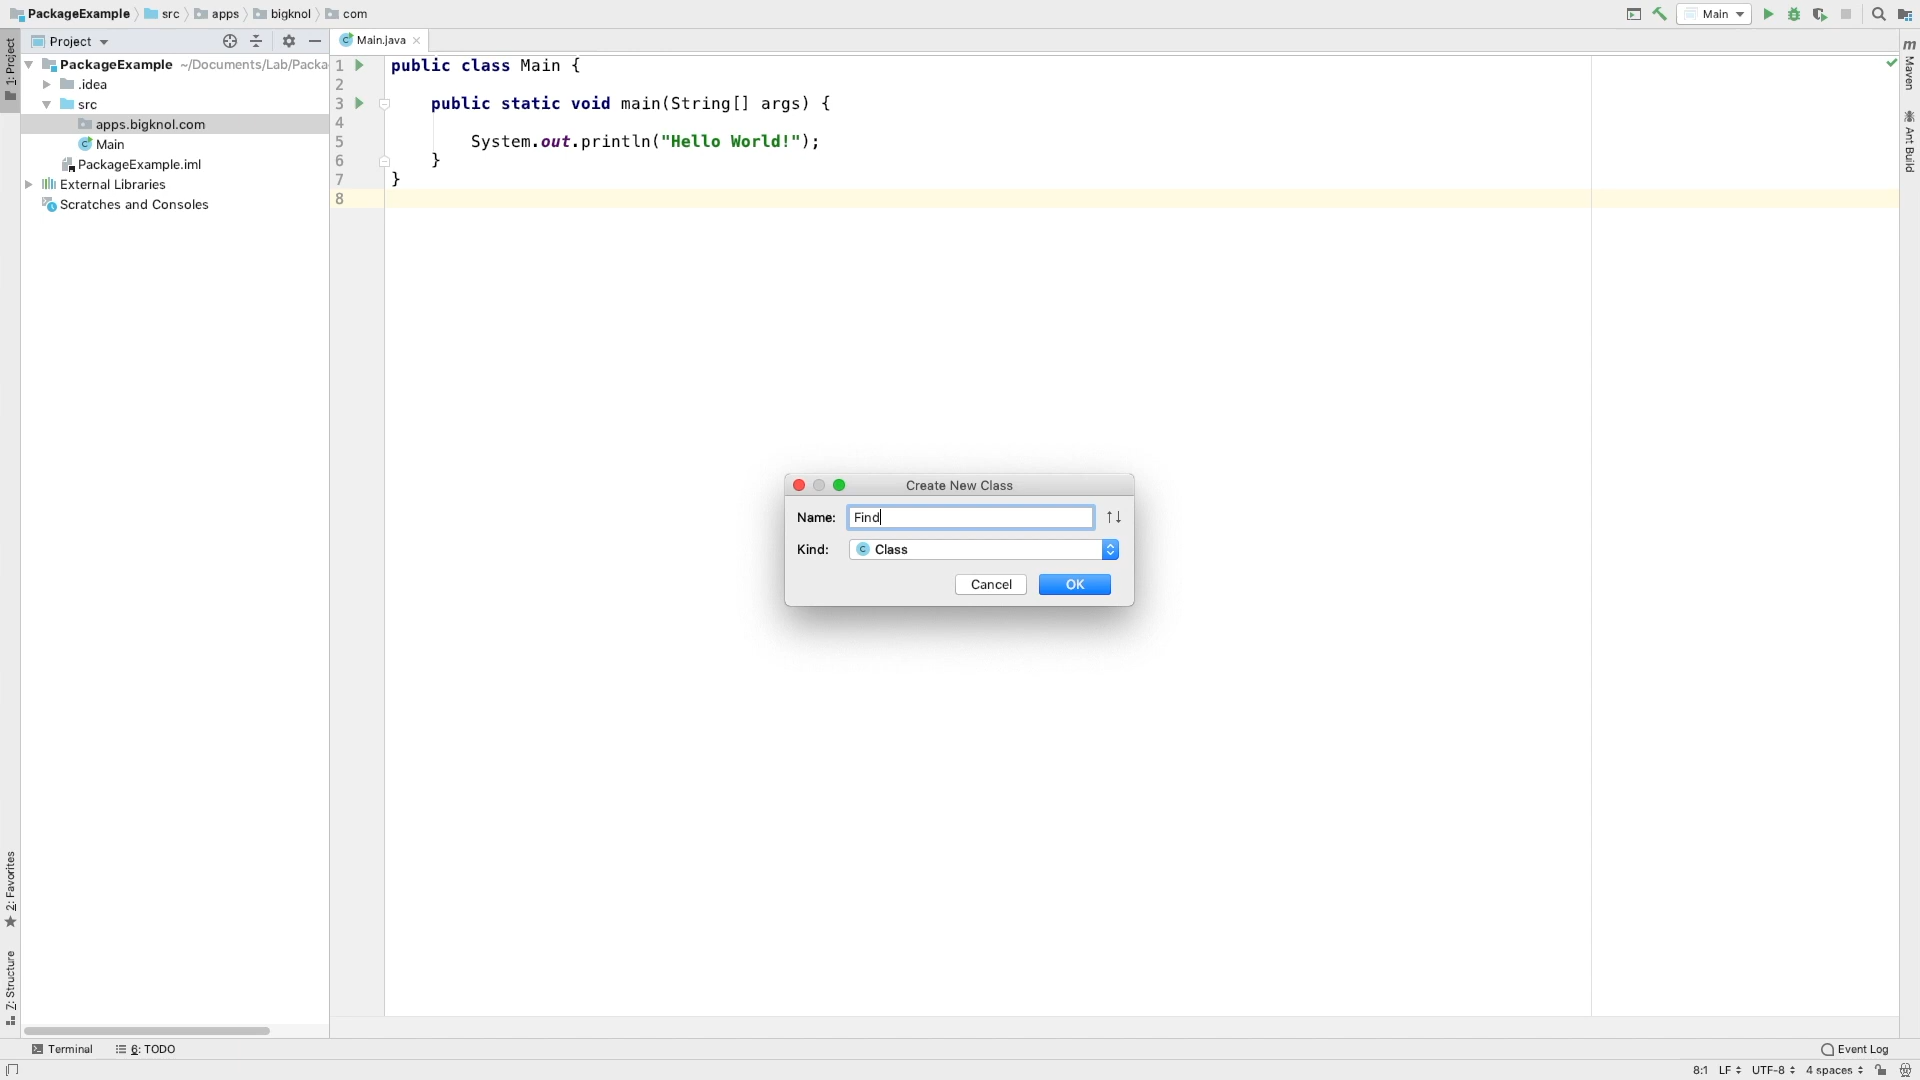 PackageExample src apps bigknol com Main
1: Project
Project
Main.java
PackageExample ~/Documents/Lab/Packa
.idea
src
apps.bigknol.com
Main
PackageExample.iml
External Libraries
Scratches and Consoles
1 public class Main {
2
3 public static void main(String[] args) {
4
5 System.out.println("Hello World!");
6 }
7 }
8
Create New Class
Name: Find
Kind: C Class
Cancel OK
m Maven
Ant Build
2: Favorites
7: Structure
Terminal 6: TODO Event Log
8:1 LF UTF-8 4 spaces